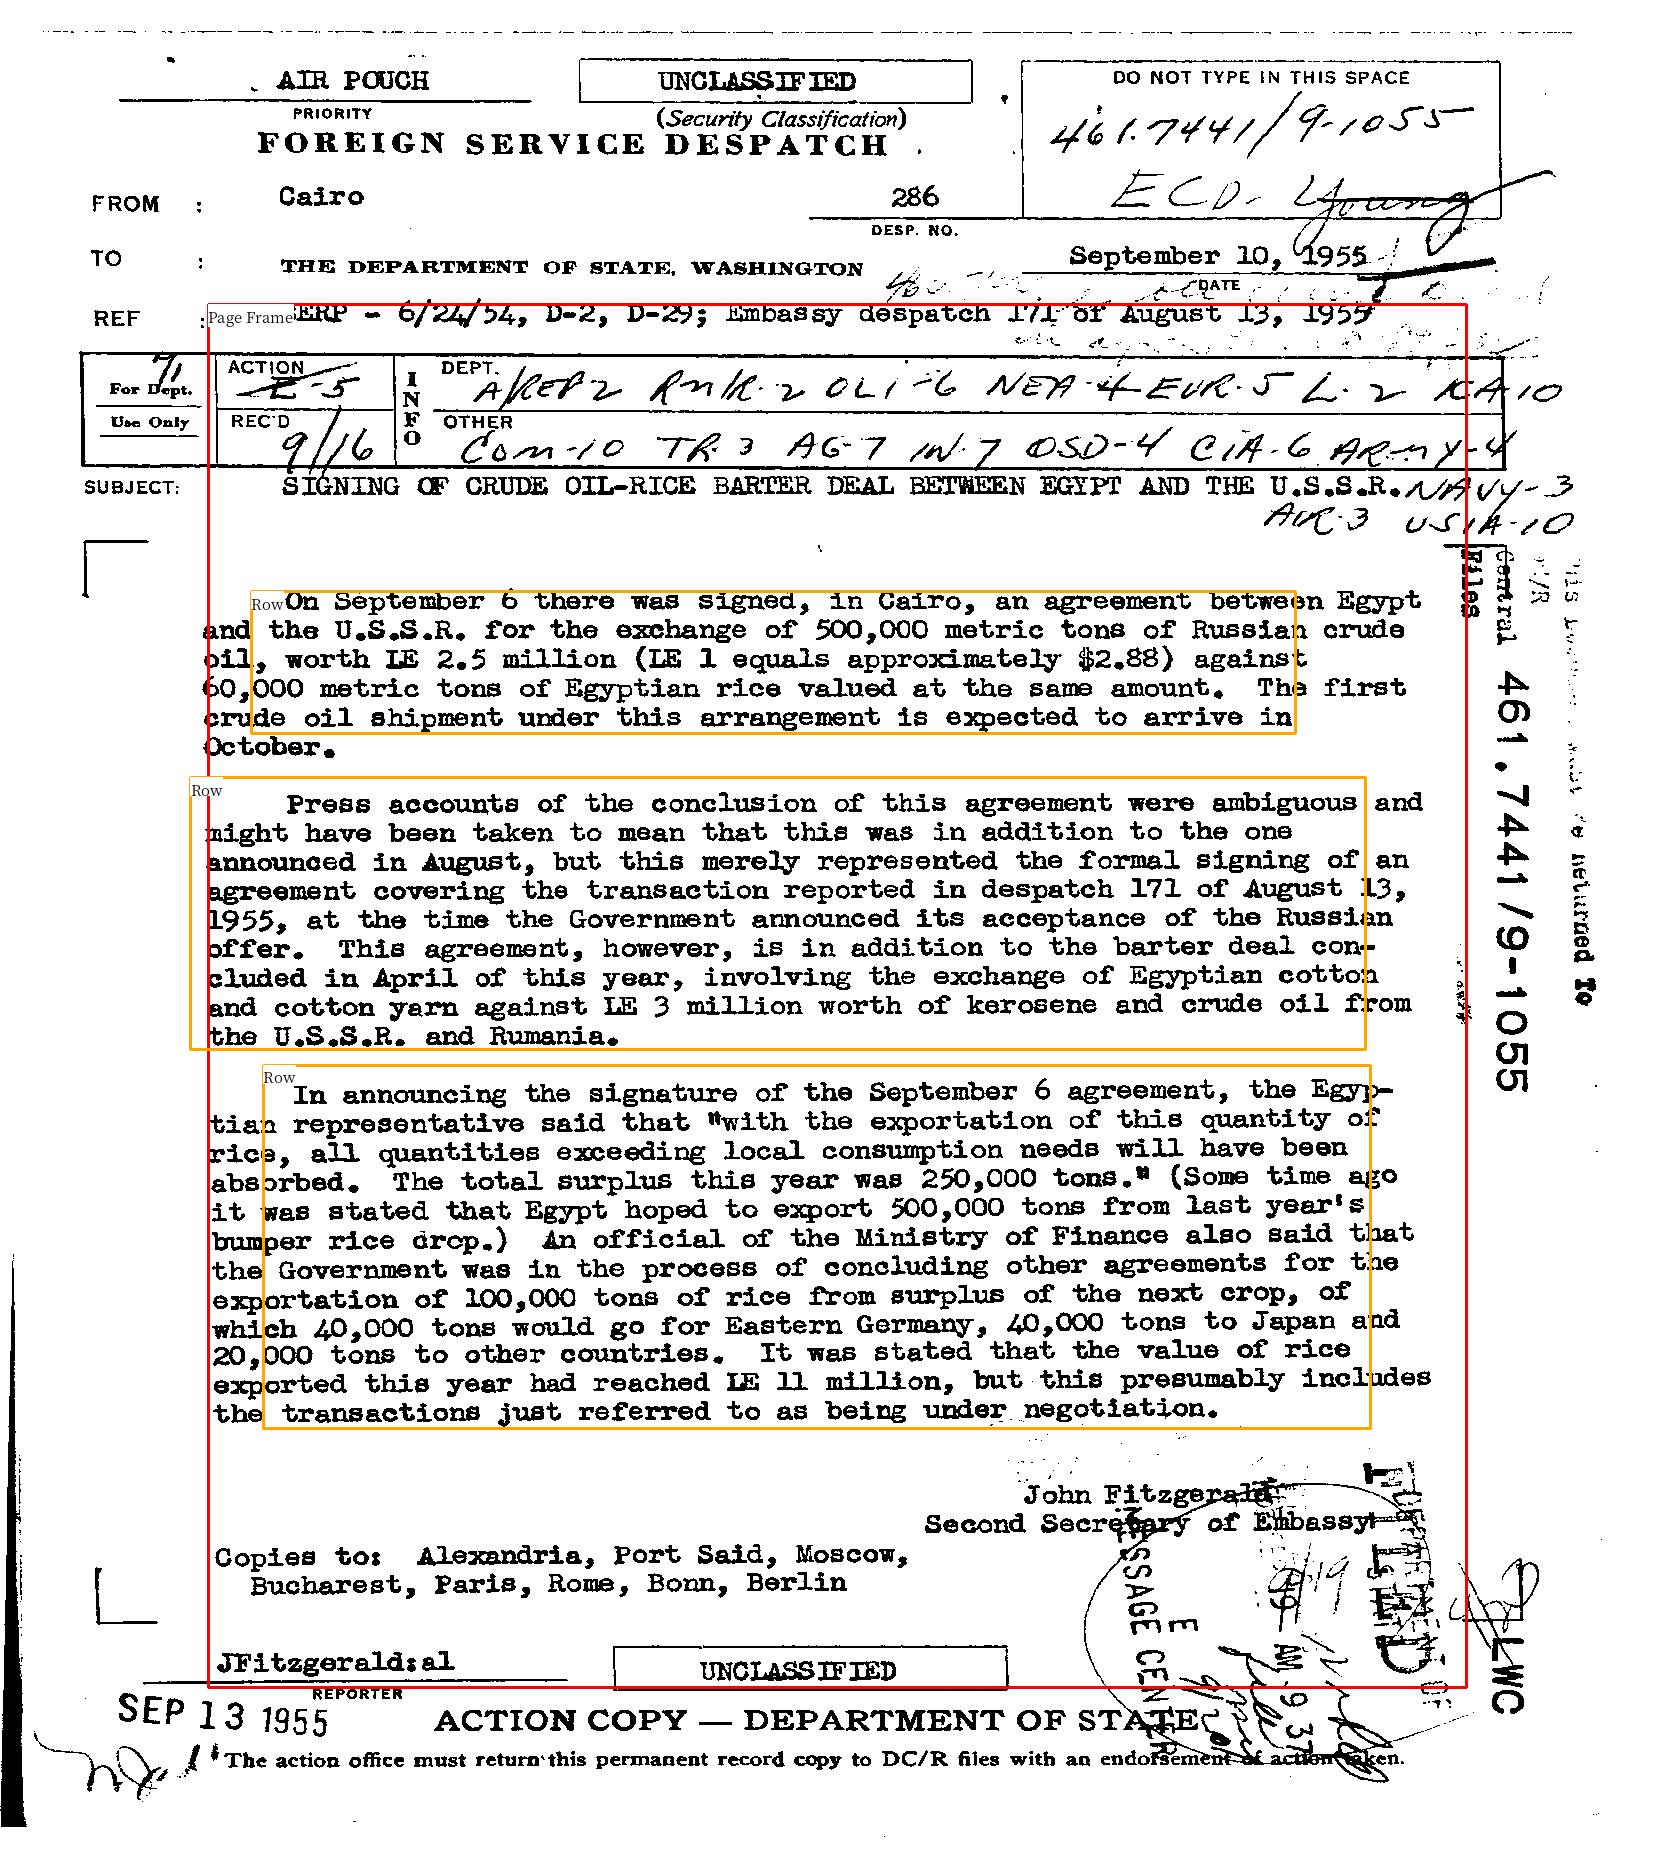 AIR POUCH
PRIORITY
UNCLASSIFIED
(Security Classification)
DO NOT TYPE IN THIS SPACE
461.7441/9-1055
ECD- Young
FOREIGN SERVICE DESPATCH
FROM : Cairo
286
DESP. NO.
TO : THE DEPARTMENT OF STATE, WASHINGTON
September 10, 1955
DATE
REF : Page Frame ERP - 6/24/54, D-2, D-29; Embassy despatch 171 of August 13, 1955
For Dept.
Use Only
ACTION
E-5
REC'D
9/16
INFO
DEPT.
A/REP2 RM/R-2 OLI-6 NEA-4 EUR-5 L-2 ICA10
OTHER
COM-10 TR-3 AG-7 IN-7 OSD-4 CIA-6 ARMY-4
SUBJECT: SIGNING OF CRUDE OIL-RICE BARTER DEAL BETWEEN EGYPT AND THE U.S.S.R. NAVY-3
AIR-3 USIA-10
Row On September 6 there was signed, in Cairo, an agreement between Egypt
and the U.S.S.R. for the exchange of 500,000 metric tons of Russian crude
oil, worth LE 2.5 million (LE 1 equals approximately $2.88) against
60,000 metric tons of Egyptian rice valued at the same amount. The first
crude oil shipment under this arrangement is expected to arrive in
October.
Row
Press accounts of the conclusion of this agreement were ambiguous and
might have been taken to mean that this was in addition to the one
announced in August, but this merely represented the formal signing of an
agreement covering the transaction reported in despatch 171 of August 13,
1955, at the time the Government announced its acceptance of the Russian
offer. This agreement, however, is in addition to the barter deal con-
cluded in April of this year, involving the exchange of Egyptian cotton
and cotton yarn against LE 3 million worth of kerosene and crude oil from
the U.S.S.R. and Rumania.
Row
In announcing the signature of the September 6 agreement, the Egyp-
tian representative said that "with the exportation of this quantity of
rice, all quantities exceeding local consumption needs will have been
absorbed. The total surplus this year was 250,000 tons." (Some time ago
it was stated that Egypt hoped to export 500,000 tons from last year's
bumper rice drop.) An official of the Ministry of Finance also said that
the Government was in the process of concluding other agreements for the
exportation of 100,000 tons of rice from surplus of the next crop, of
which 40,000 tons would go for Eastern Germany, 40,000 tons to Japan and
20,000 tons to other countries. It was stated that the value of rice
exported this year had reached LE 11 million, but this presumably includes
the transactions just referred to as being under negotiation.
John Fitzgerald
Second Secretary of Embassy
Copies to: Alexandria, Port Said, Moscow,
Bucharest, Paris, Rome, Bonn, Berlin
JFitzgerald:al
REPORTER
UNCLASSIFIED
SEP 13 1955
ACTION COPY — DEPARTMENT OF STATE
The action office must return this permanent record copy to DC/R files with an endorsement of action taken.
Central Files
461.7441/9-1055
be returned To
DEPARTMENT OF
MESSAGE CENTER
AM 9 37
LWC